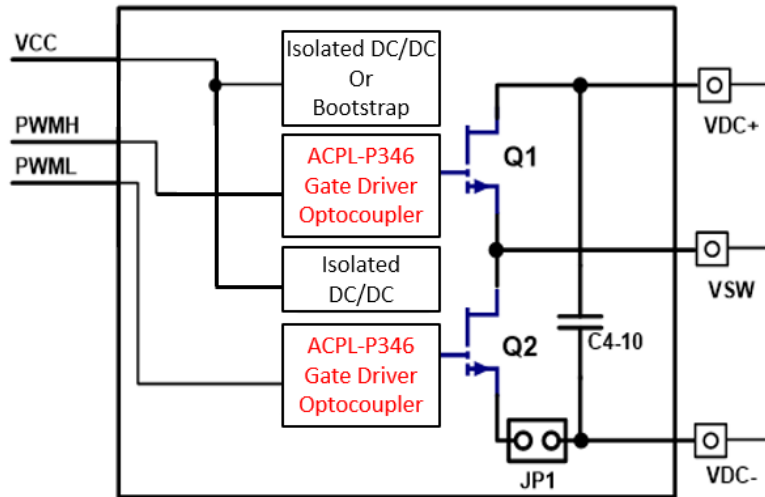 VCC
PWMH
PWML
Isolated DC/DC
Or
Bootstrap
ACPL-P346
Gate Driver
Optocoupler
Isolated
DC/DC
ACPL-P346
Gate Driver
Optocoupler
Q1
Q2
C4-10
JP1
VDC+
VSW
VDC-